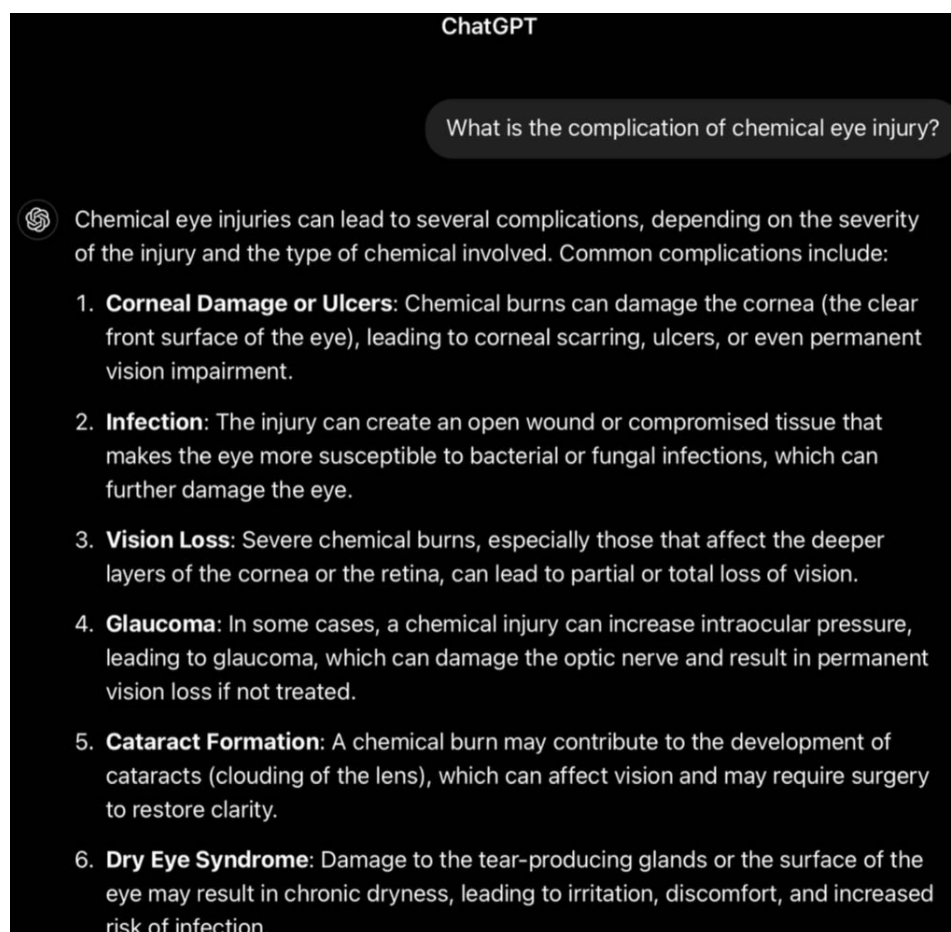 ChatGPT
What is the complication of chemical eye injury?
Chemical eye injuries can lead to several complications, depending on the severity
of the injury and the type of chemical involved. Common complications include:
1. Corneal Damage or Ulcers: Chemical burns can damage the cornea (the clear
front surface of the eye), leading to corneal scarring, ulcers, or even permanent
vision impairment.
2. Infection: The injury can create an open wound or compromised tissue that
makes the eye more susceptible to bacterial or fungal infections, which can
further damage the eye.
3. Vision Loss: Severe chemical burns, especially those that affect the deeper
layers of the cornea or the retina, can lead to partial or total loss of vision.
4. Glaucoma: In some cases, a chemical injury can increase intraocular pressure,
leading to glaucoma, which can damage the optic nerve and result in permanent
vision loss if not treated.
5. Cataract Formation: A chemical burn may contribute to the development of
cataracts (clouding of the lens), which can affect vision and may require surgery
to restore clarity.
6. Dry Eye Syndrome: Damage to the tear-producing glands or the surface of the
eye may result in chronic dryness, leading to irritation, discomfort, and increased
risk of infection